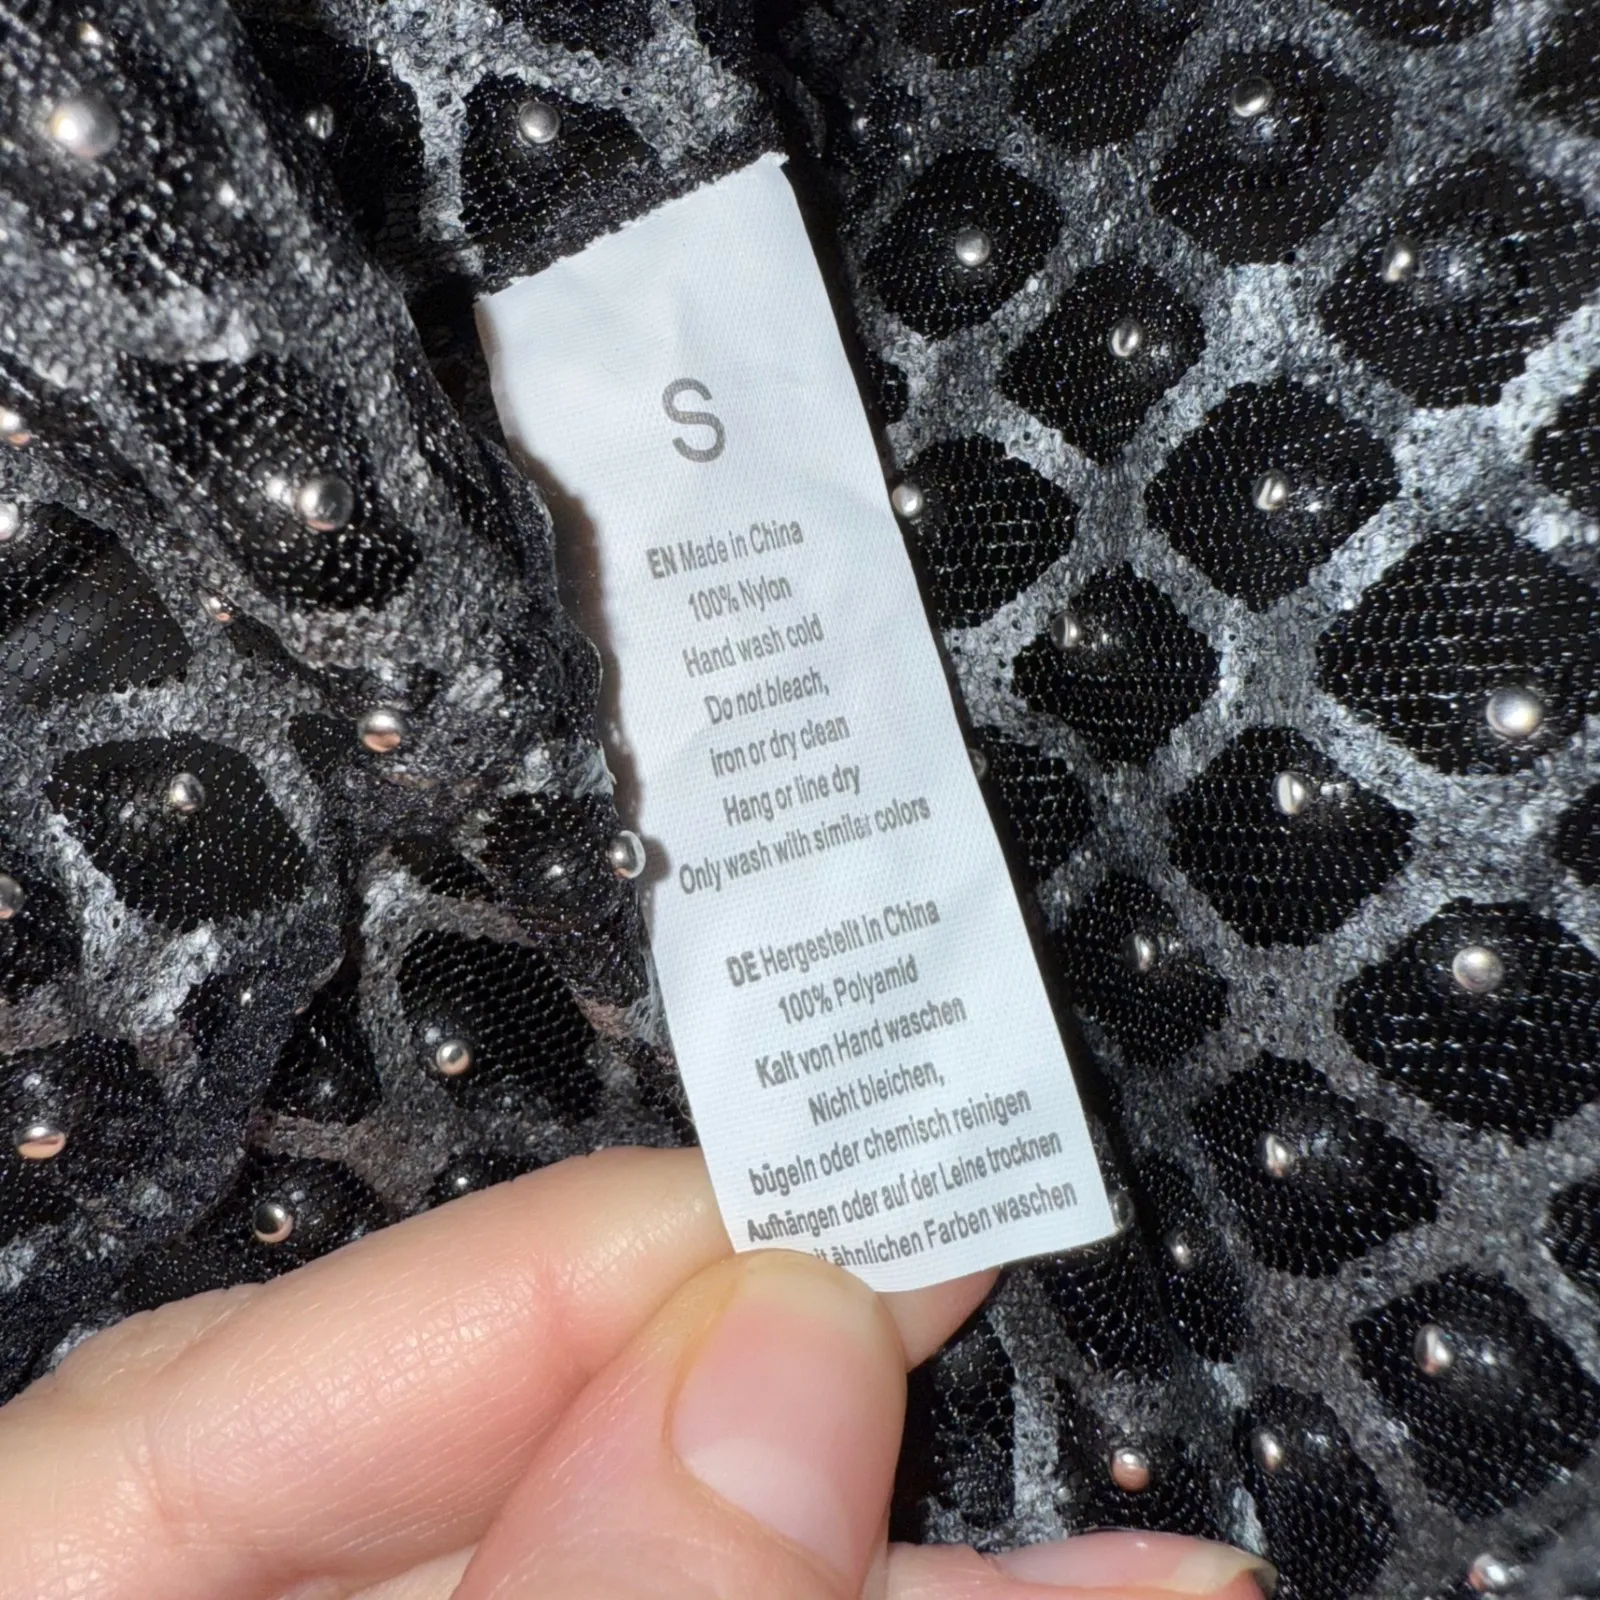 S
EN Made in China
100% Nylon
Hand wash cold
Do not bleach,
iron or dry clean
Hang or line dry
Only wash with similar colors
DE Hergestellt in China
100% Polyamid
Kalt von Hand waschen
Nicht bleichen,
bügeln oder chemisch reinigen
Aufhängen oder auf der Leine trocknen
ähnlichen Farben waschen